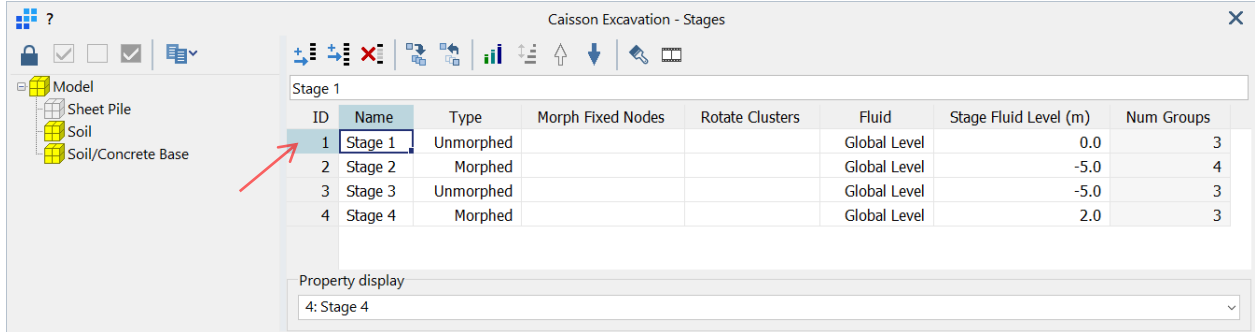 ? Caisson Excavation - Stages
Model
Sheet Pile
Soil
Soil/Concrete Base
Stage 1
ID Name Type Morph Fixed Nodes Rotate Clusters Fluid Stage Fluid Level (m) Num Groups
1 Stage 1 Unmorphed Global Level 0.0 3
2 Stage 2 Morphed Global Level -5.0 4
3 Stage 3 Unmorphed Global Level -5.0 3
4 Stage 4 Morphed Global Level 2.0 3
Property display
4: Stage 4